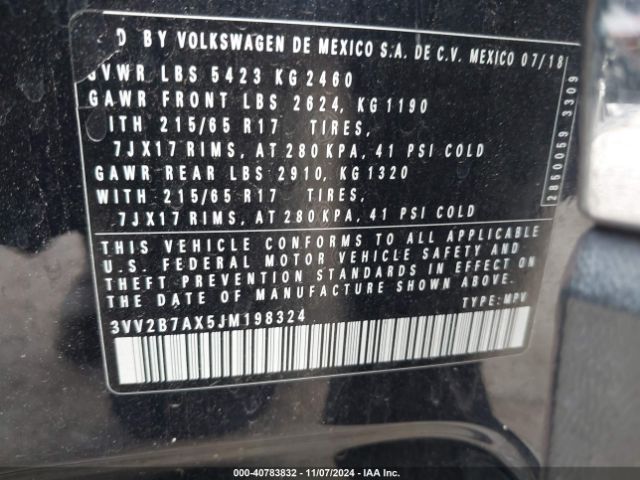 D BY VOLKSWAGEN DE MEXICO S.A. DE C.V. MEXICO 07/18
GVWR LBS 5423 KG 2460
GAWR FRONT LBS 2624, KG 1190
ITH 215/65 R17 TIRES,
7JX17 RIMS, AT 280 KPA, 41 PSI COLD
GAWR REAR LBS 2910, KG 1320
WITH 215/65 R17 TIRES,
7JX17 RIMS, AT 280 KPA, 41 PSI COLD
THIS VEHICLE CONFORMS TO ALL APPLICABLE
U.S. FEDERAL MOTOR VEHICLE SAFETY AND
THEFT PREVENTION STANDARDS IN EFFECT ON
THE DATE OF MANUFACTURE SHOWN ABOVE.
3VV2B7AX5JM198324 TYPE: MPV
2850059 3309
000-40783832 - 11/07/2024 - IAA Inc.